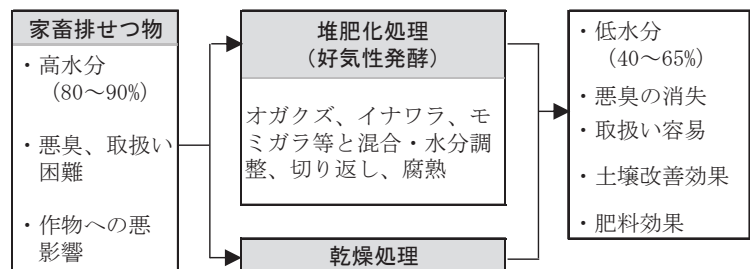 家畜排せつ物
・高水分
(80～90%)
・悪臭、取扱い
困難
・作物への悪
影響
堆肥化処理
(好気性発酵)
オガクズ、イナワラ、モ
ミガラ等と混合・水分調
整、切り返し、腐熟
乾燥処理
・低水分
(40～65%)
・悪臭の消失
・取扱い容易
・土壌改善効果
・肥料効果